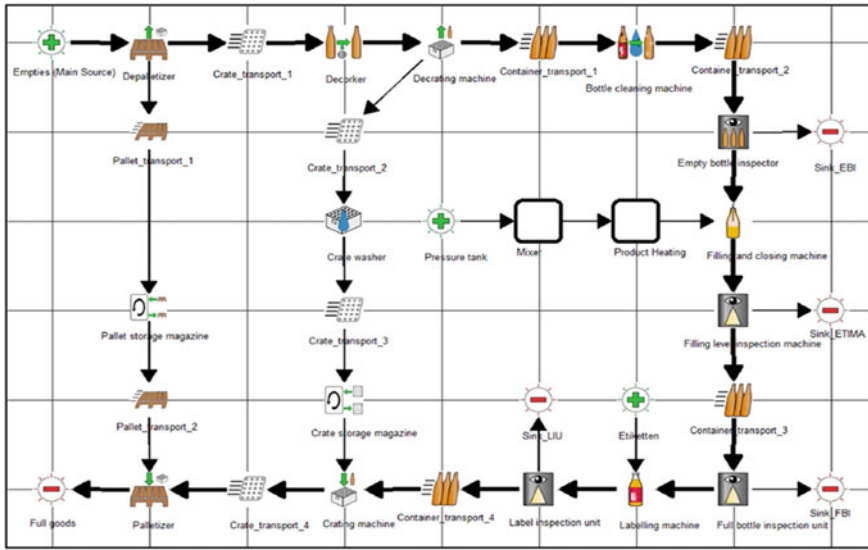 Empties (Main Source)
Depalletizer
Crate_transport_1
Decorker
Decrating machine
Container_transport_1
Bottle cleaning machine
Container_transport_2
Pallet_transport_1
Crate_transport_2
Empty bottle inspector
Sink_EBI
Crate washer
Pressure tank
Mixer
Product Heating
Filling and closing machine
Pallet storage magazine
Crate_transport_3
Filling level inspection machine
Sink_ETIMA
Pallet_transport_2
Crate storage magazine
Sink_LIU
Etiketten
Container_transport_3
Full goods
Palletizer
Crate_transport_4
Crating machine
Container_transport_4
Label inspection unit
Labelling machine
Full bottle inspection unit
Sink_FBI